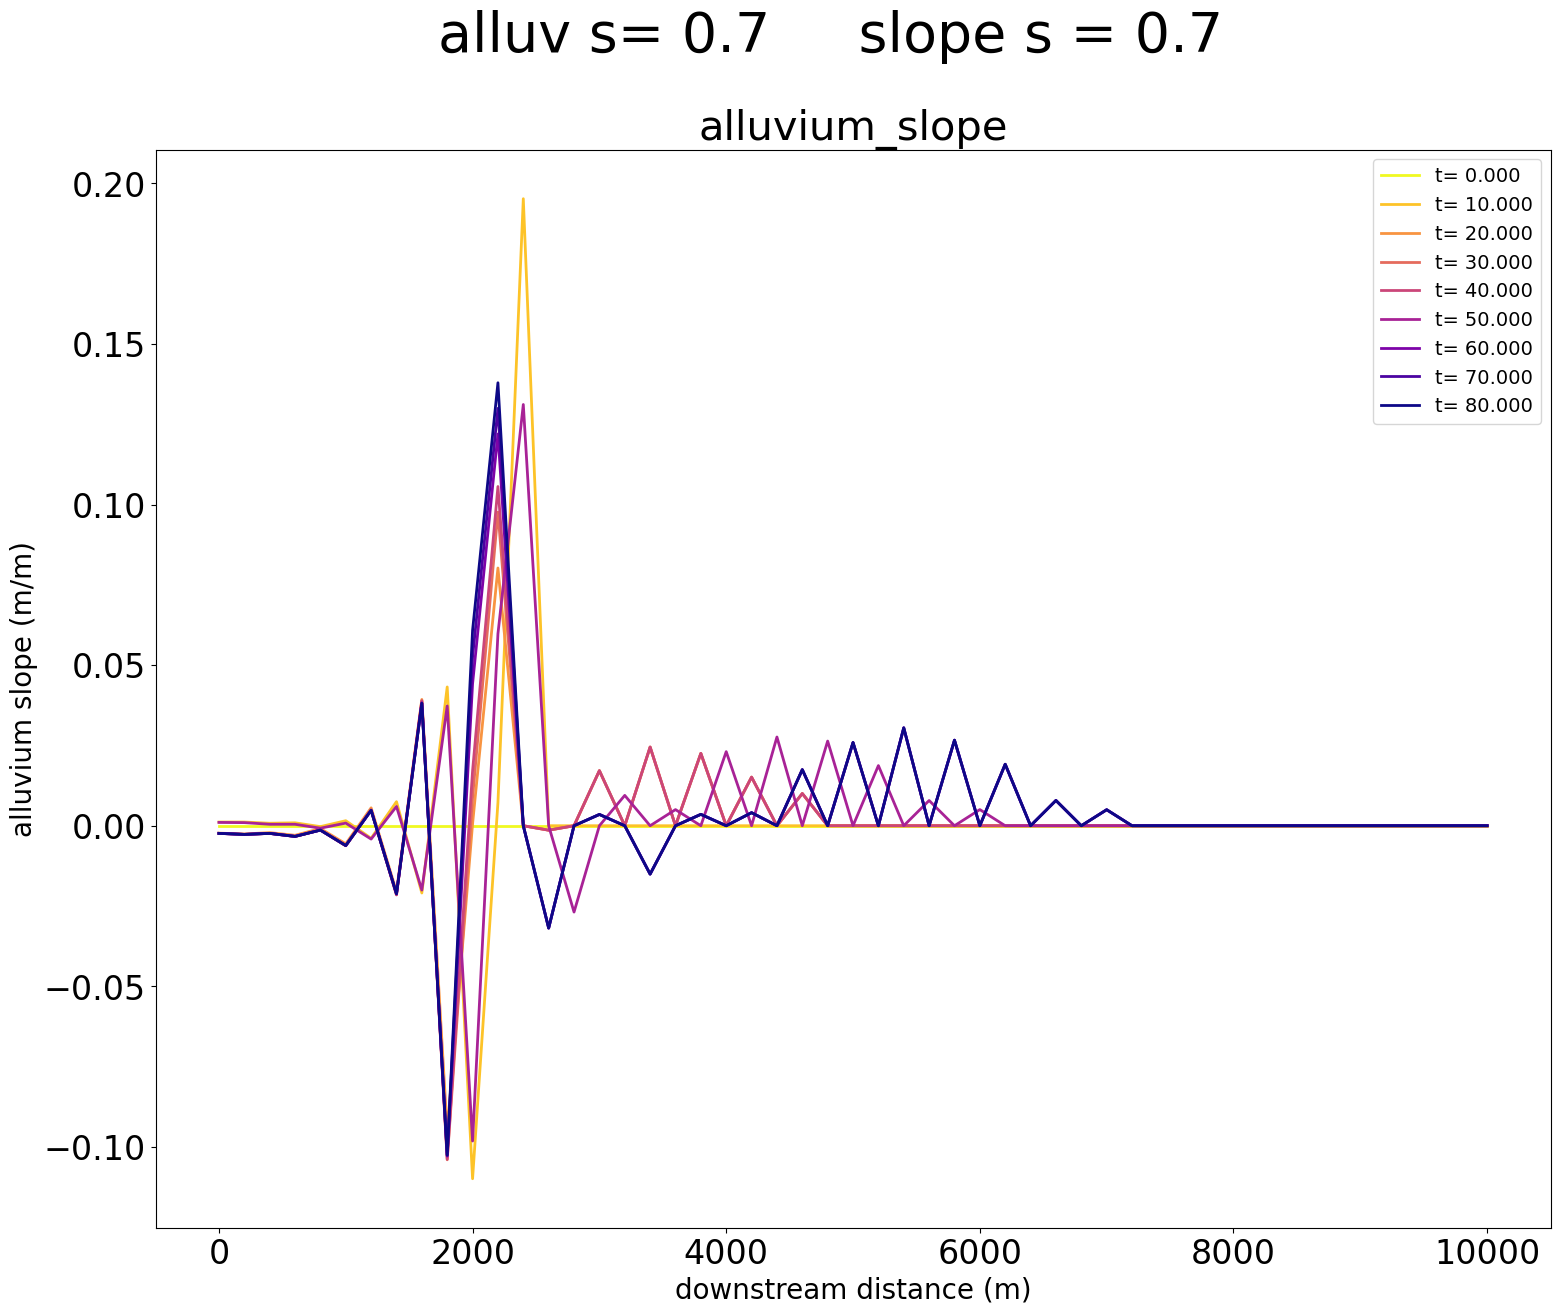 alluv s= 0.7     slope s = 0.7
alluvium_slope
t= 0.000
t= 10.000
t= 20.000
t= 30.000
t= 40.000
t= 50.000
t= 60.000
t= 70.000
t= 80.000
0.20
0.15
0.10
0.05
0.00
−0.05
−0.10
alluvium slope (m/m)
0 2000 4000 6000 8000 10000
downstream distance (m)